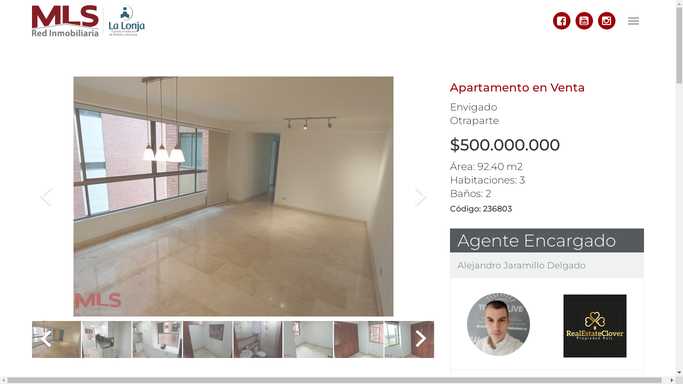 MLS
Red Inmobiliaria
La Lonja
Apartamento en Venta
Envigado
Otraparte
$500.000.000
Área: 92.40 m2
Habitaciones: 3
Baños: 2
Código: 236803
MLS
Agente Encargado
Alejandro Jaramillo Delgado
RealEstateClover